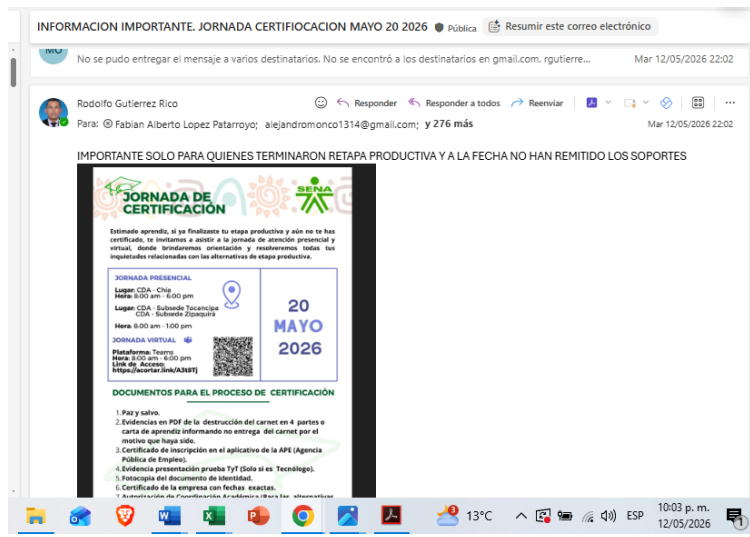 INFORMACION IMPORTANTE. JORNADA CERTIFIOCACION MAYO 20 2026 Pública Resumir este correo electrónico
MO
No se pudo entregar el mensaje a varios destinatarios. No se encontró a los destinatarios en gmail.com. rgutierre... Mar 12/05/2026 22:02
Rodolfo Gutierrez Rico Responder Responder a todos Reenviar
Para: Fabian Alberto Lopez Patarroyo; alejandromonco1314@gmail.com; y 276 más Mar 12/05/2026 22:02
IMPORTANTE SOLO PARA QUIENES TERMINARON RETAPA PRODUCTIVA Y A LA FECHA NO HAN REMITIDO LOS SOPORTES
JORNADA DE
CERTIFICACIÓN
SENA
Estimado aprendiz, si ya finalizaste tu etapa productiva y aún no te has
certificado, te invitamos a asistir a la jornada de atención presencial y
virtual, donde brindaremos orientación y resolveremos todas tus
inquietudes relacionadas con las alternativas de etapa productiva.
JORNADA PRESENCIAL
Lugar: CDA - Chía
Hora: 8:00 am - 6:00 pm
Lugar: CDA - Subsede Tocancipa
CDA - Subsede Zipaquirá
Hora: 8:00 am - 1:00 pm
JORNADA VIRTUAL
Plataforma: Teams
Hora: 8:00 am - 6:00 pm
Link de Acceso:
https://acortar.link/A3t8Tj
20
MAYO
2026
DOCUMENTOS PARA EL PROCESO DE CERTIFICACIÓN
1. Paz y salvo.
2. Evidencias en PDF de la destrucción del carnet en 4 partes o
carta de aprendiz informando no entrega del carnet por el
motivo que haya sido.
3. Certificado de inscripción en el aplicativo de la APE (Agencia
Pública de Empleo).
4. Evidencia presentación prueba TyT (Solo si es Tecnólogo).
5. Fotocopia del documento de identidad.
6. Certificado de la empresa con fechas exactas.
7. Autorización de Coordinación Académica (Para las alternativas
13°C ESP 10:03 p. m.
12/05/2026